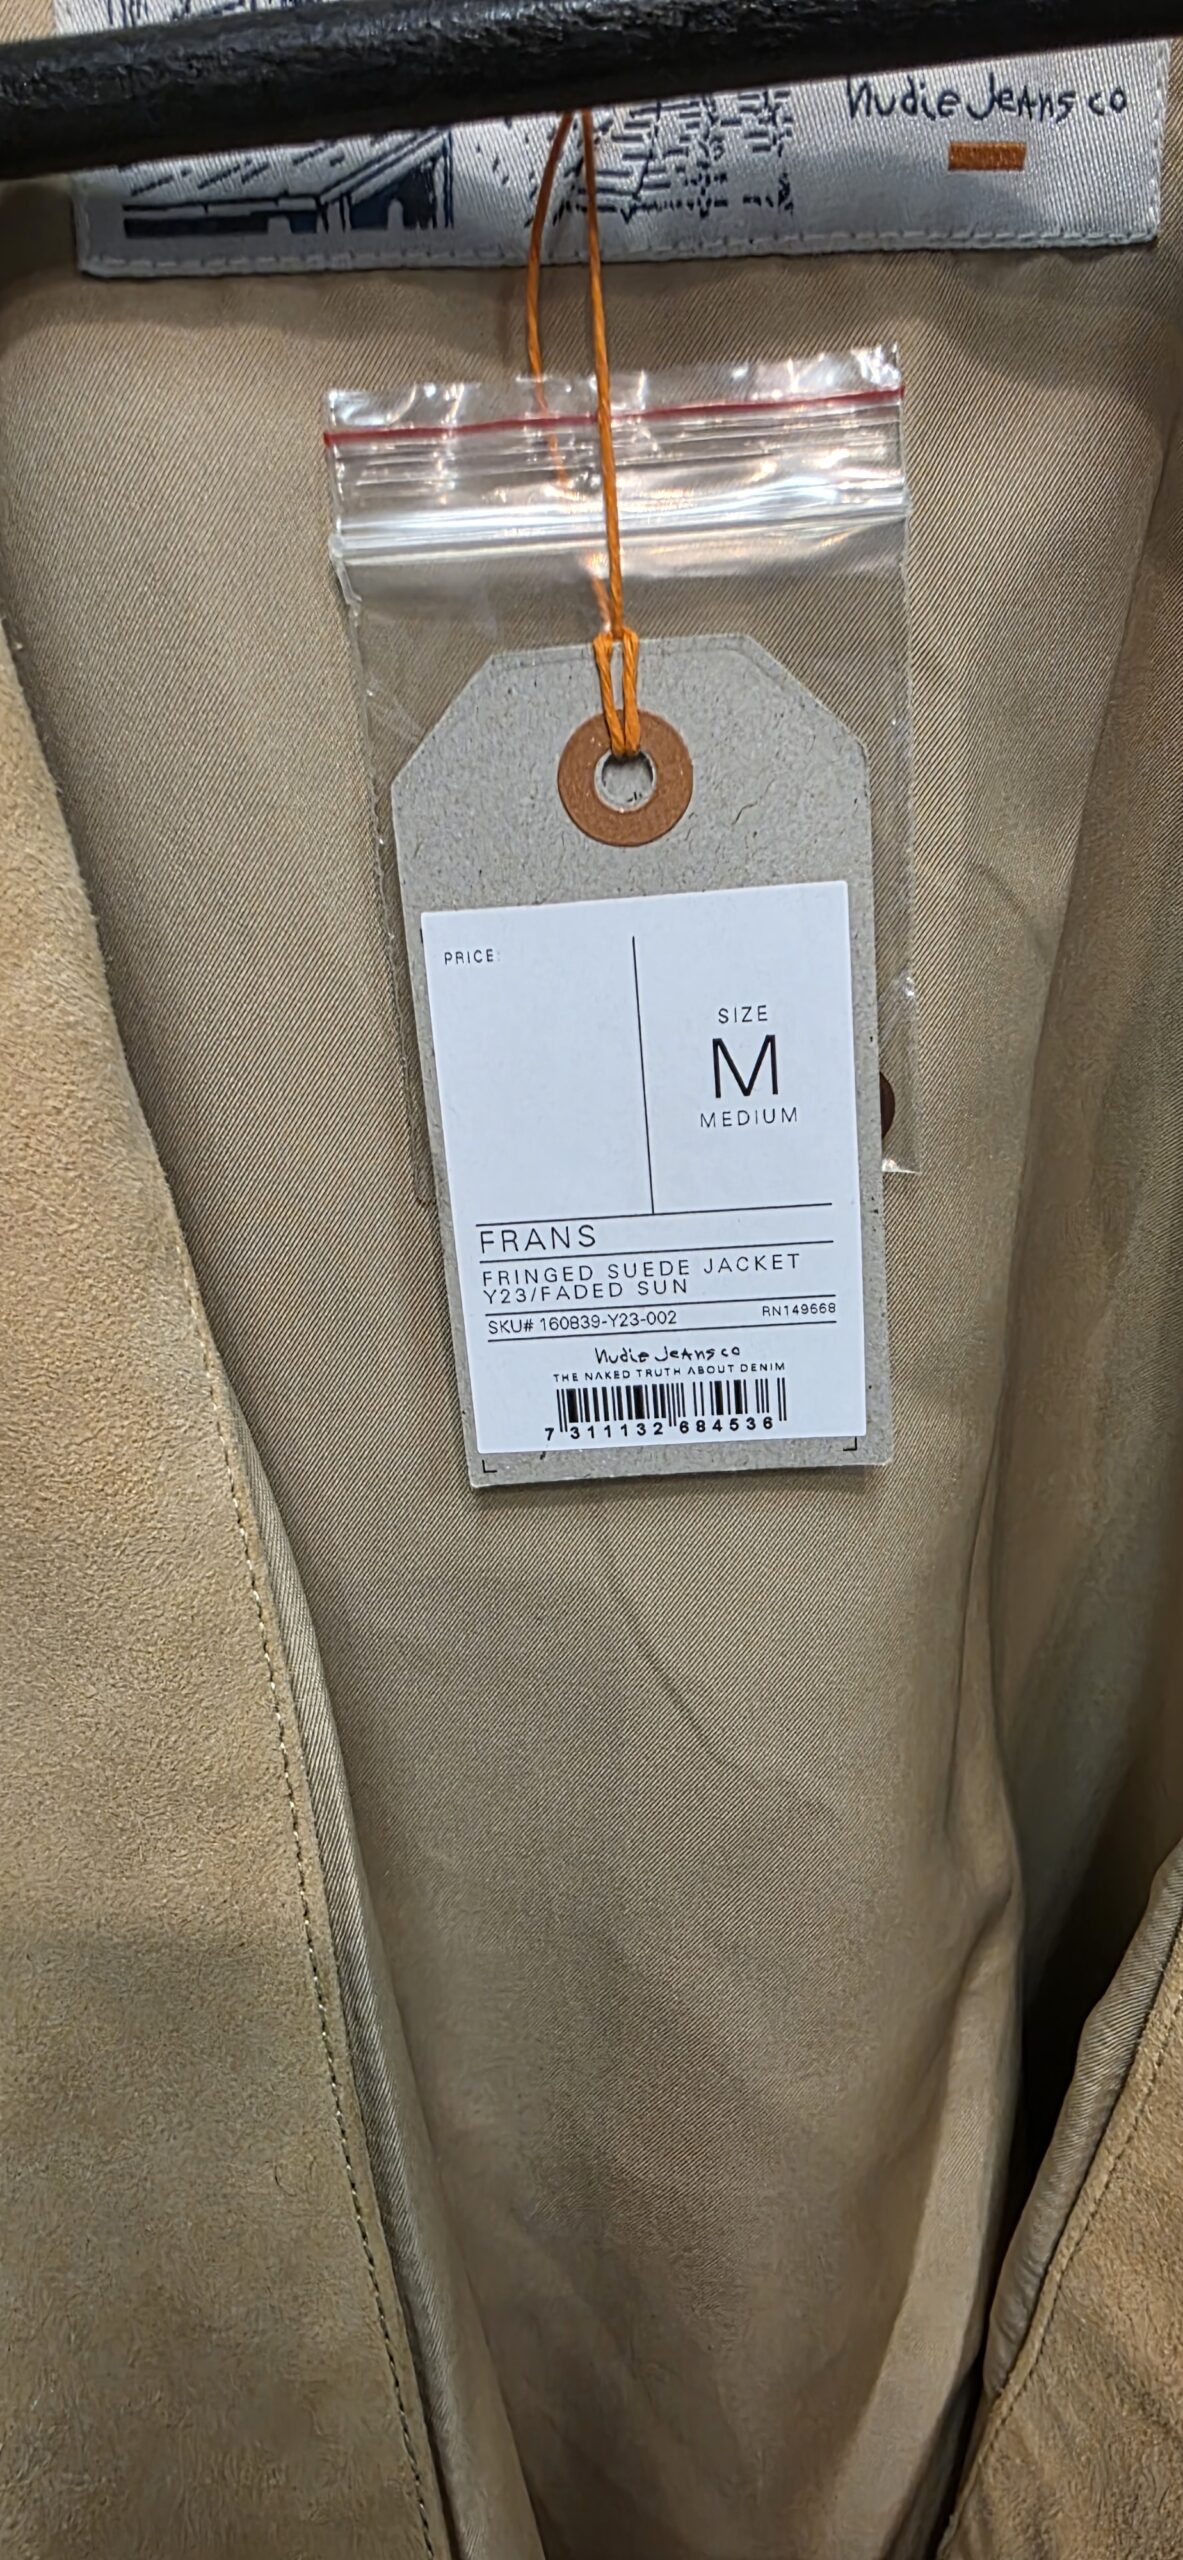 Nudie Jeans co
PRICE:
SIZE
M
MEDIUM
FRANS
FRINGED SUEDE JACKET
Y23/FADED SUN
SKU# 160839-Y23-002 RN149668
Nudie Jeans co
THE NAKED TRUTH ABOUT DENIM
7 311132 684536